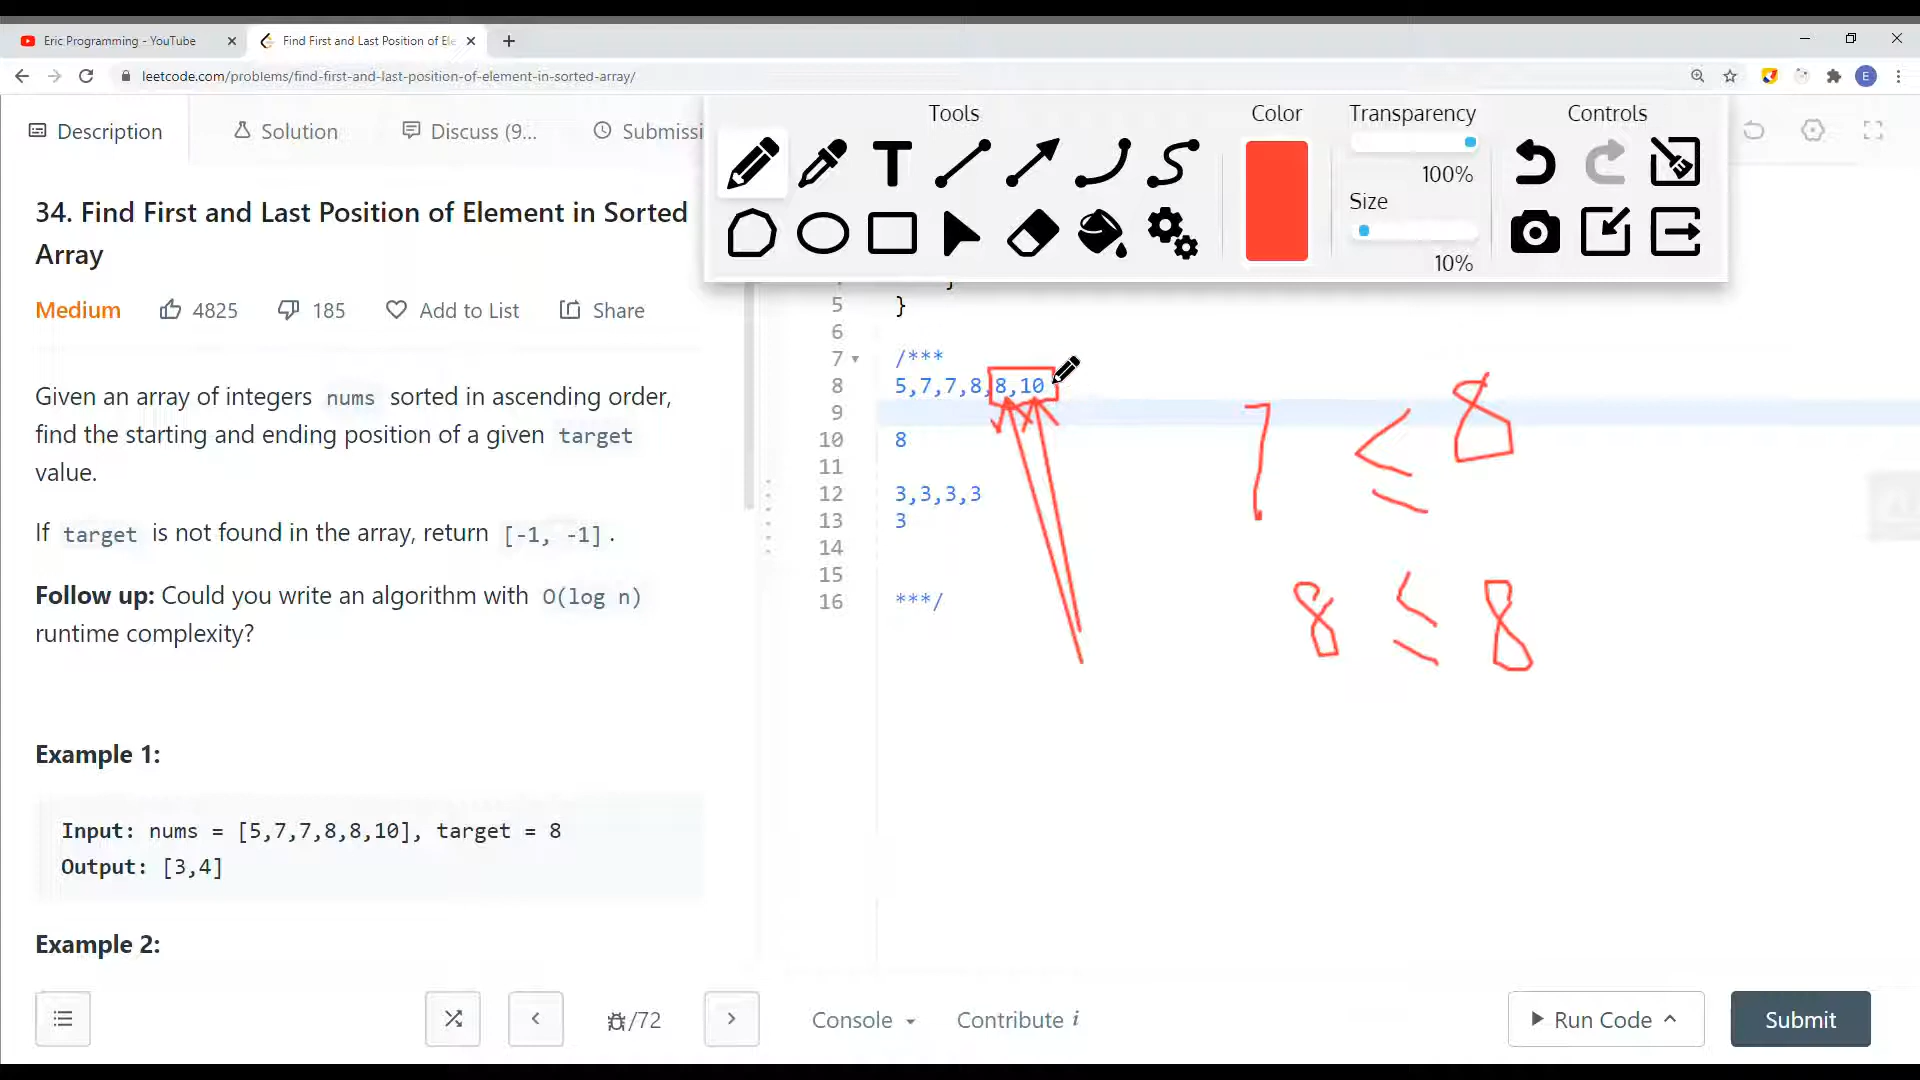 Eric Programming - YouTube
Find First and Last Position of Ele
leetcode.com/problems/find-first-and-last-position-of-element-in-sorted-array/
E
Description
Solution
Discuss (9...
Submissi
Tools
Color
Transparency
Controls
100%
Size
10%
T
34. Find First and Last Position of Element in Sorted
Array
Medium
4825
185
Add to List
Share
Given an array of integers nums sorted in ascending order,
find the starting and ending position of a given target
value.
If target is not found in the array, return [-1, -1].
Follow up: Could you write an algorithm with O(log n)
runtime complexity?
Example 1:
Input: nums = [5,7,7,8,8,10], target = 8
Output: [3,4]
Example 2:
5 }
6
7 /***
8 5,7,7,8,8,10
9
10 8
11
12 3,3,3,3
13 3
14
15
16 ***/
7 ≤ 8
8 ≤ 8
/72
Console
Contribute i
Run Code
Submit